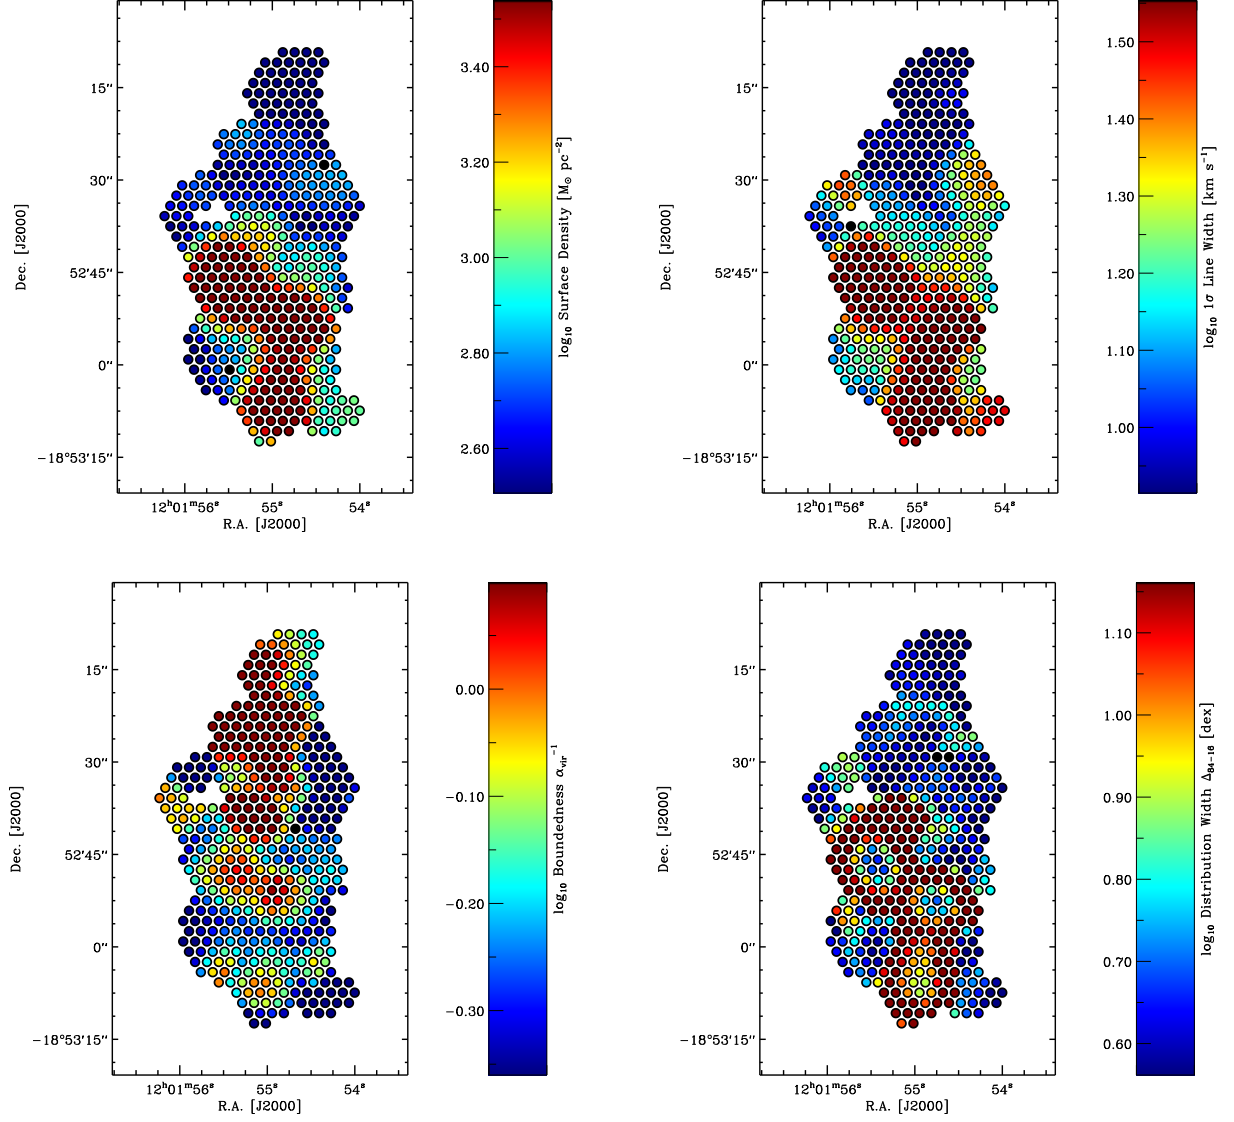 15″
30″
52′45″
0″
−18°53′15″
12ʰ01ᵐ56ˢ
55ˢ
54ˢ
R.A. [J2000]
Dec. [J2000]
3.40
3.20
3.00
2.80
2.60
log₁₀ Surface Density [M☉ pc⁻²]
15″
30″
52′45″
0″
−18°53′15″
12ʰ01ᵐ56ˢ
55ˢ
54ˢ
R.A. [J2000]
Dec. [J2000]
1.50
1.40
1.30
1.20
1.10
1.00
log₁₀ 1σ Line Width [km s⁻¹]
15″
30″
52′45″
0″
−18°53′15″
12ʰ01ᵐ56ˢ
55ˢ
54ˢ
R.A. [J2000]
Dec. [J2000]
0.00
−0.10
−0.20
−0.30
log₁₀ Boundedness αᵥᵢᵣ⁻¹
15″
30″
52′45″
0″
−18°53′15″
12ʰ01ᵐ56ˢ
55ˢ
54ˢ
R.A. [J2000]
Dec. [J2000]
1.10
1.00
0.90
0.80
0.70
0.60
log₁₀ Distribution Width Δ₈₄₋₁₆ [dex]